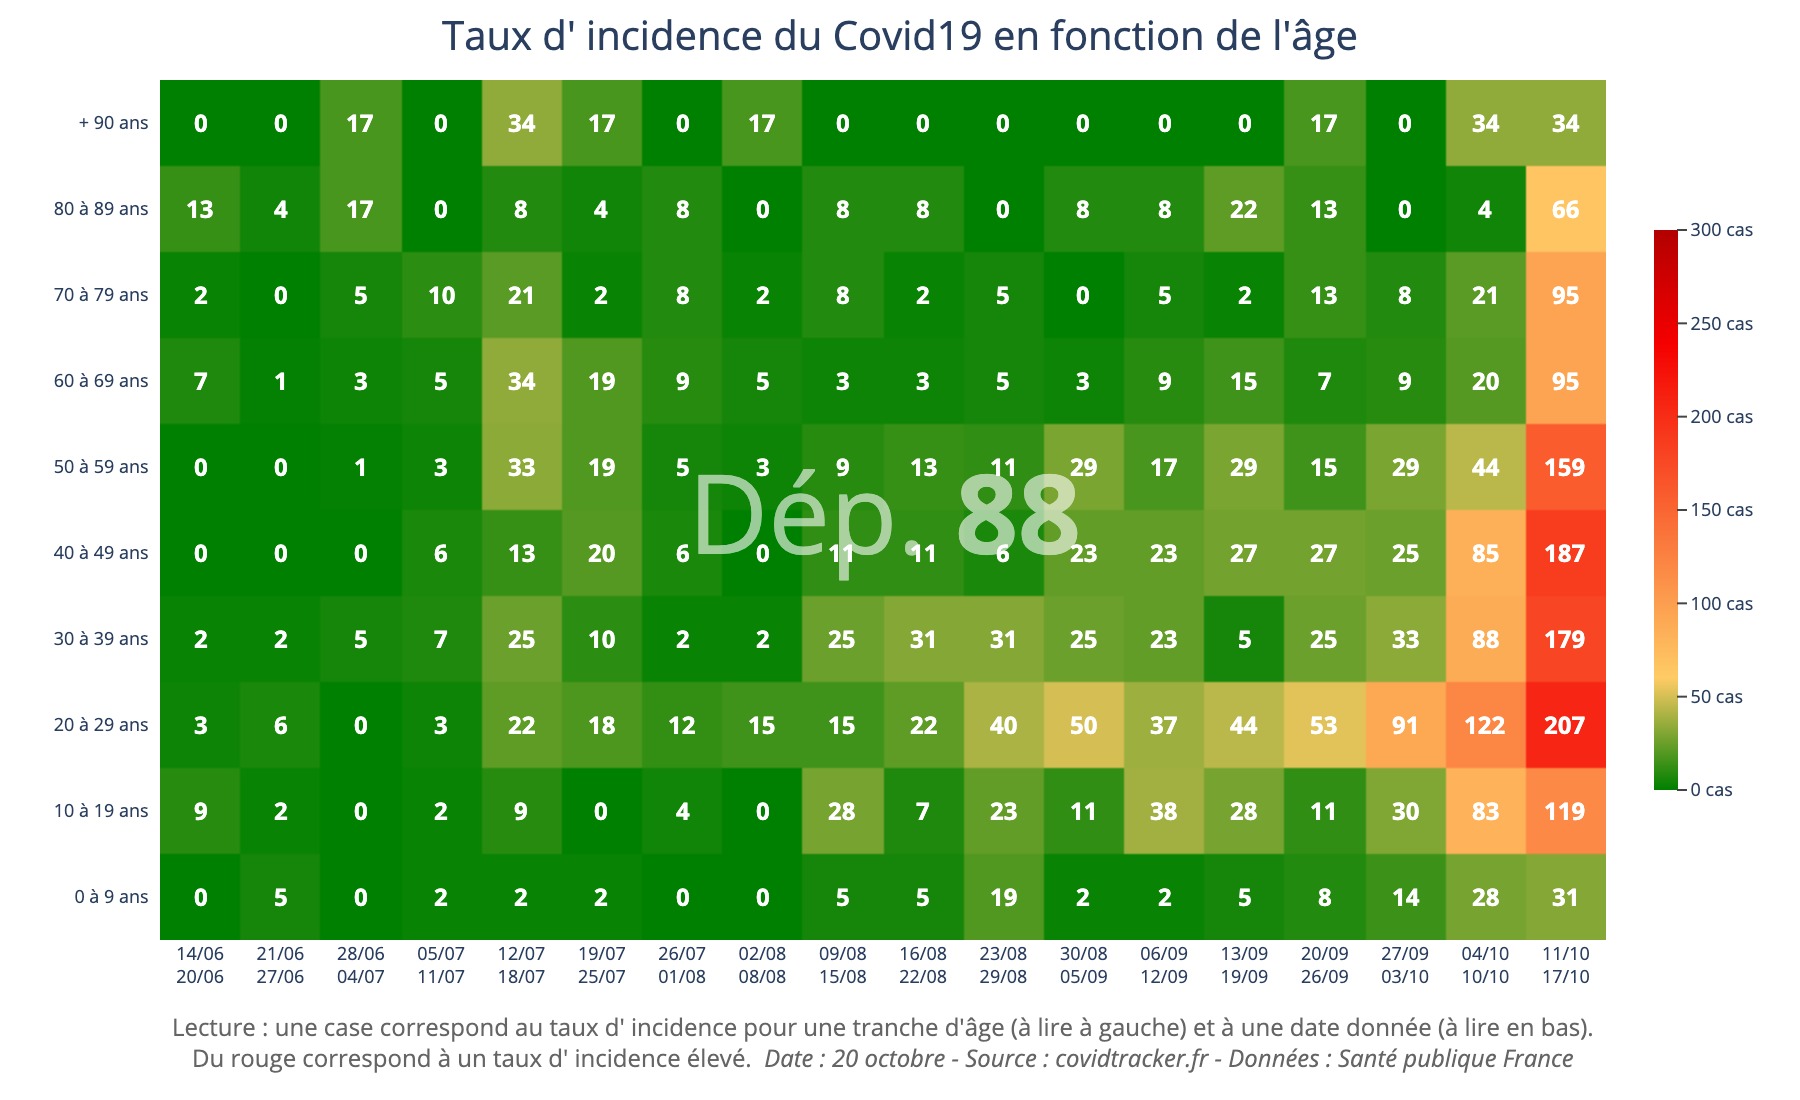 Taux d' incidence du Covid19 en fonction de l'âge
+ 90 ans 0 0 17 0 34 17 0 17 0 0 0 0 0 0 17 0 34 34
80 à 89 ans 13 4 17 0 8 4 8 0 8 8 0 8 8 22 13 0 4 66
70 à 79 ans 2 0 5 10 21 2 8 2 8 2 5 0 5 2 13 8 21 95
60 à 69 ans 7 1 3 5 34 19 9 5 3 3 5 3 9 15 7 9 20 95
50 à 59 ans 0 0 1 3 33 19 5 3 9 13 11 29 17 29 15 29 44 159
Dép. 88
40 à 49 ans 0 0 0 6 13 20 6 0 11 11 6 23 23 27 27 25 85 187
30 à 39 ans 2 2 5 7 25 10 2 2 25 31 31 25 23 5 25 33 88 179
20 à 29 ans 3 6 0 3 22 18 12 15 15 22 40 50 37 44 53 91 122 207
10 à 19 ans 9 2 0 2 9 0 4 0 28 7 23 11 38 28 11 30 83 119
0 à 9 ans 0 5 0 2 2 2 0 0 5 5 19 2 2 5 8 14 28 31
14/06 21/06 28/06 05/07 12/07 19/07 26/07 02/08 09/08 16/08 23/08 30/08 06/09 13/09 20/09 27/09 04/10 11/10
20/06 27/06 04/07 11/07 18/07 25/07 01/08 08/08 15/08 22/08 29/08 05/09 12/09 19/09 26/09 03/10 10/10 17/10
300 cas
250 cas
200 cas
150 cas
100 cas
50 cas
0 cas
Lecture : une case correspond au taux d' incidence pour une tranche d'âge (à lire à gauche) et à une date donnée (à lire en bas).
Du rouge correspond à un taux d' incidence élevé. Date : 20 octobre - Source : covidtracker.fr - Données : Santé publique France